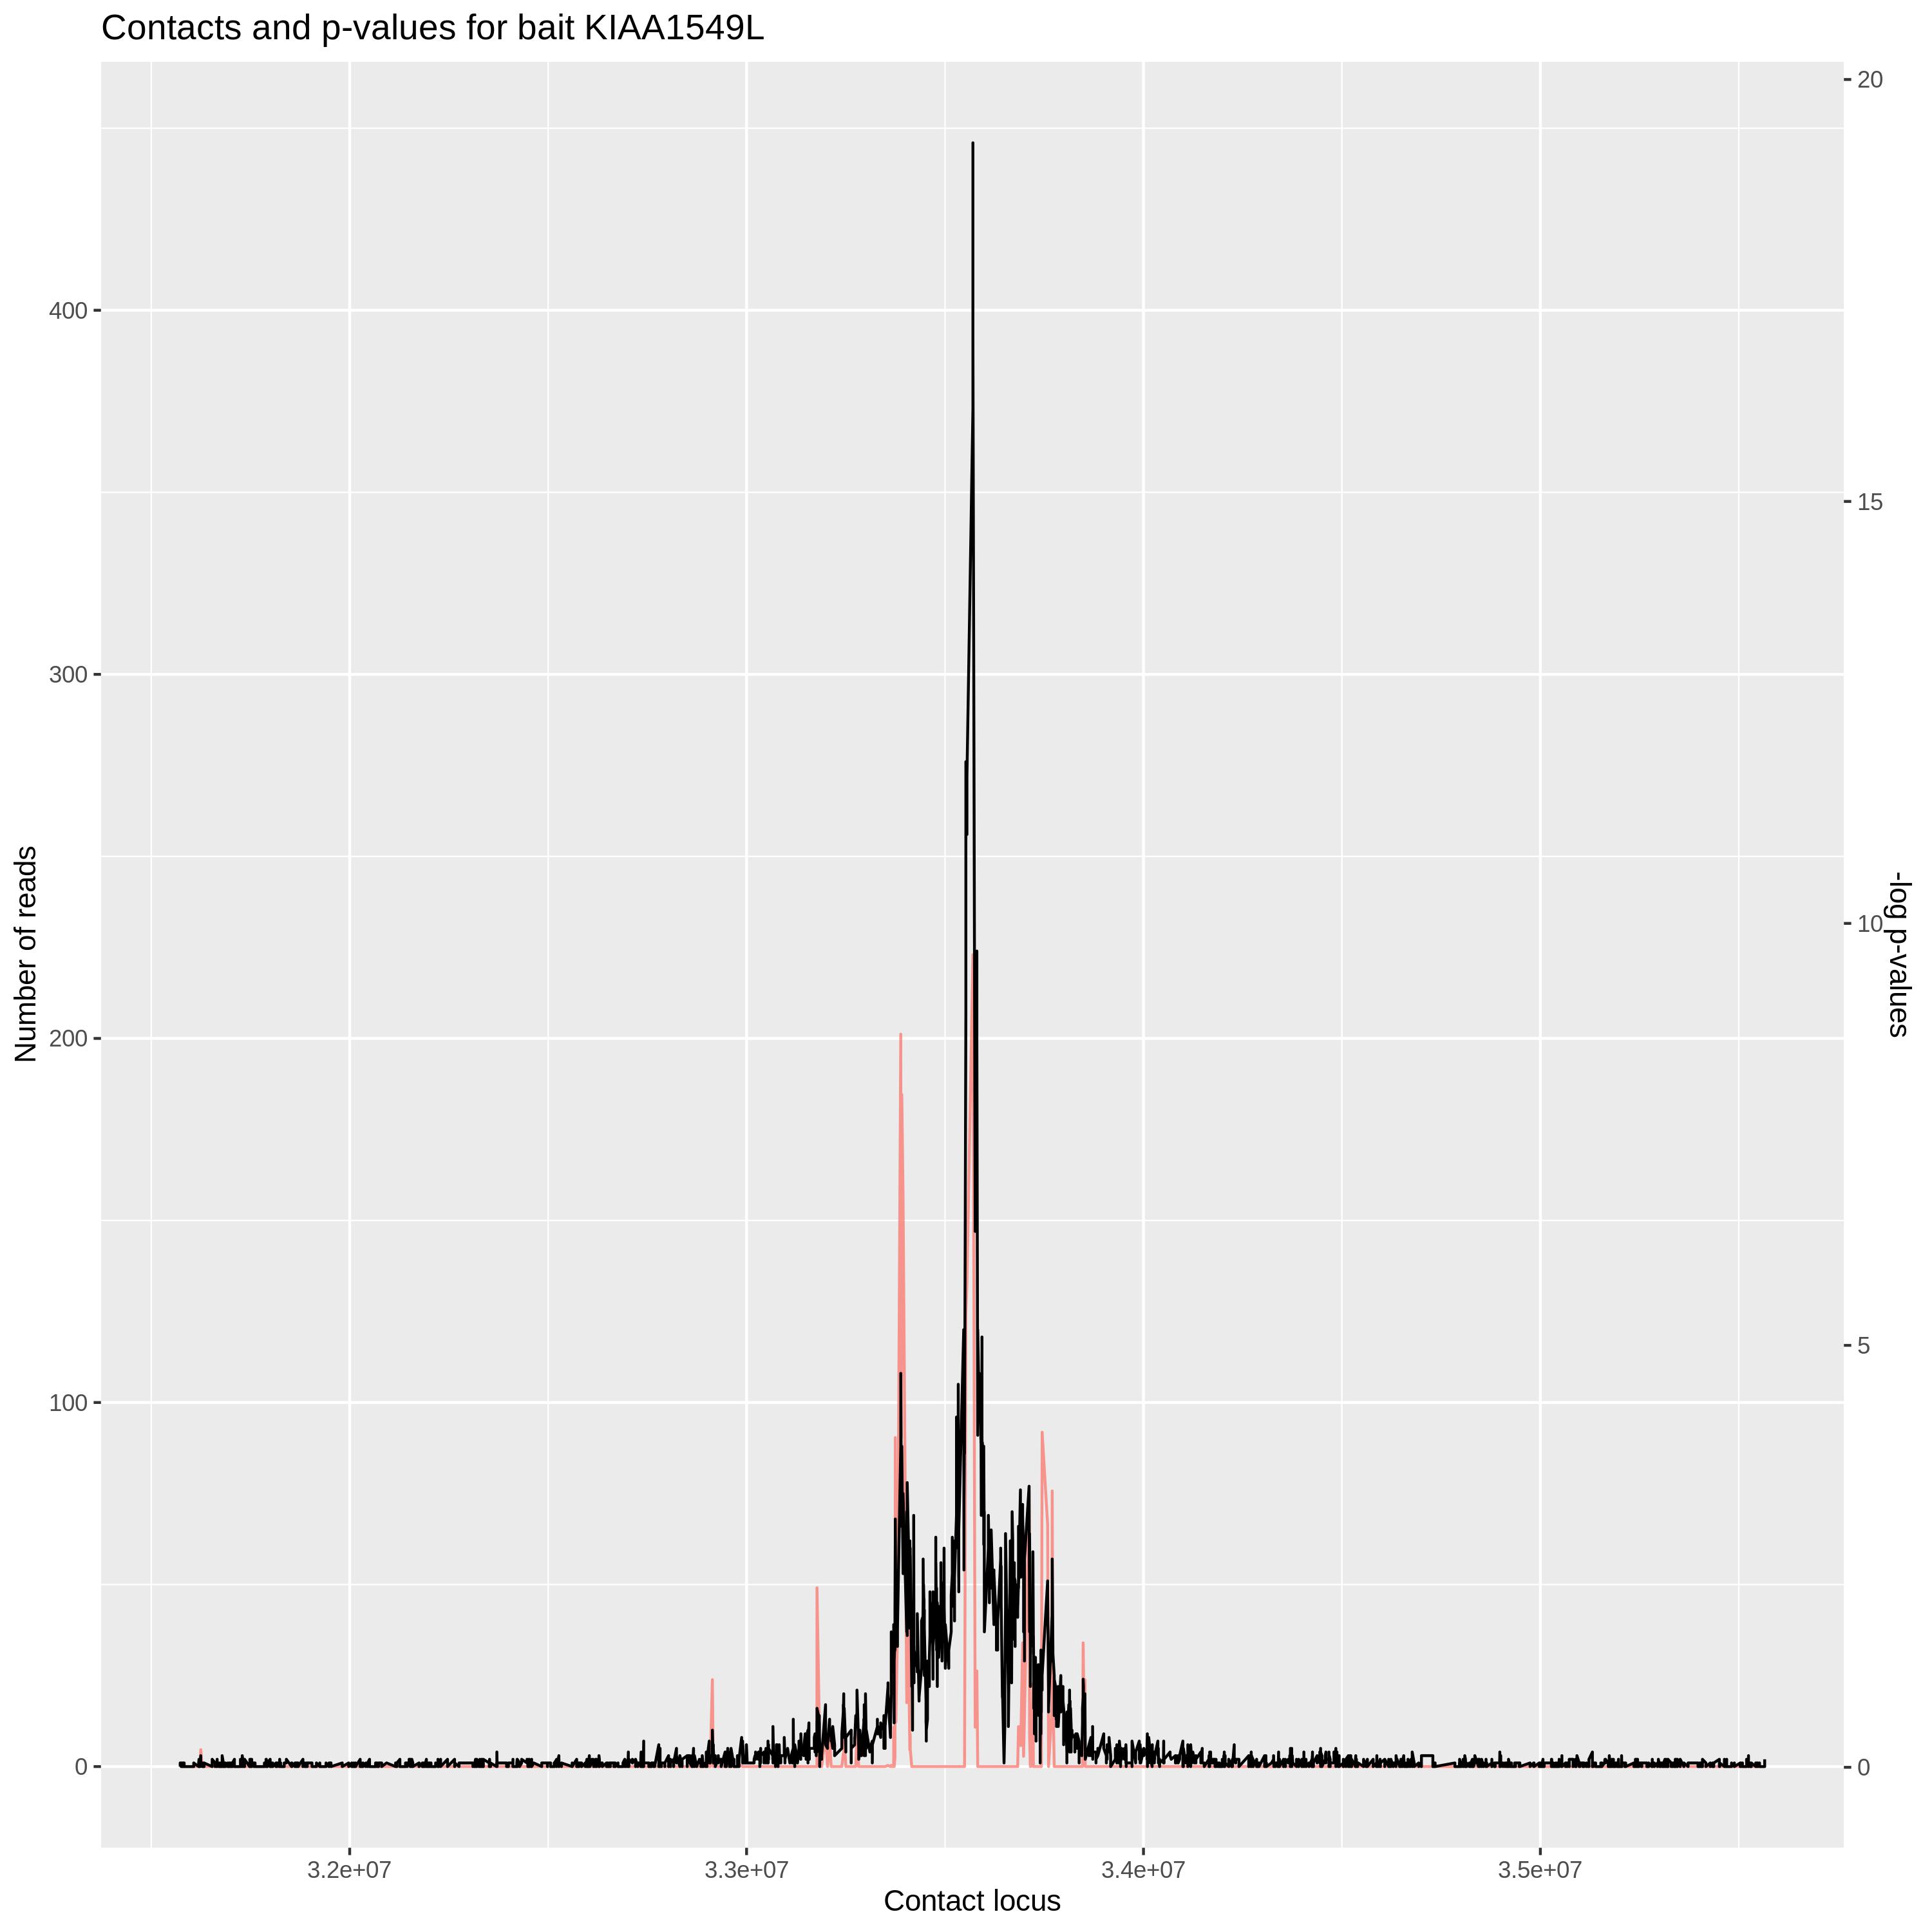 Contacts and p-values for bait KIAA1549L
20
15
10
5
0
400
300
200
100
0
Number of reads
-log p-values
3.2e+07
3.3e+07
3.4e+07
3.5e+07
Contact locus